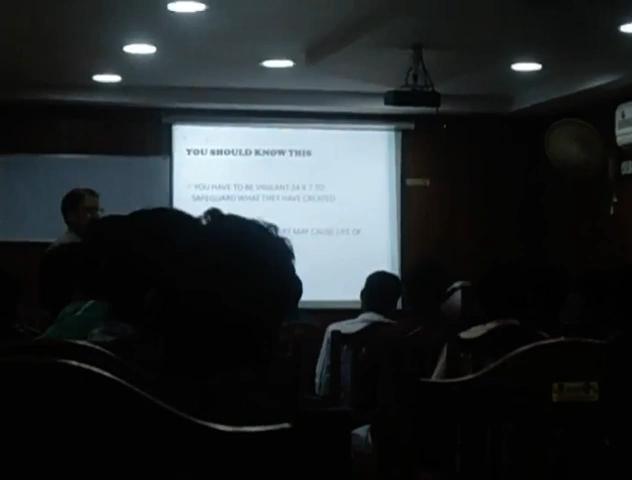 YOU SHOULD KNOW THIS
YOU HAVE TO BE VIGILANT 24 X 7 TO
SAFEGUARD WHAT THEY HAVE CREATED
MAY CAUSE LIFE OF